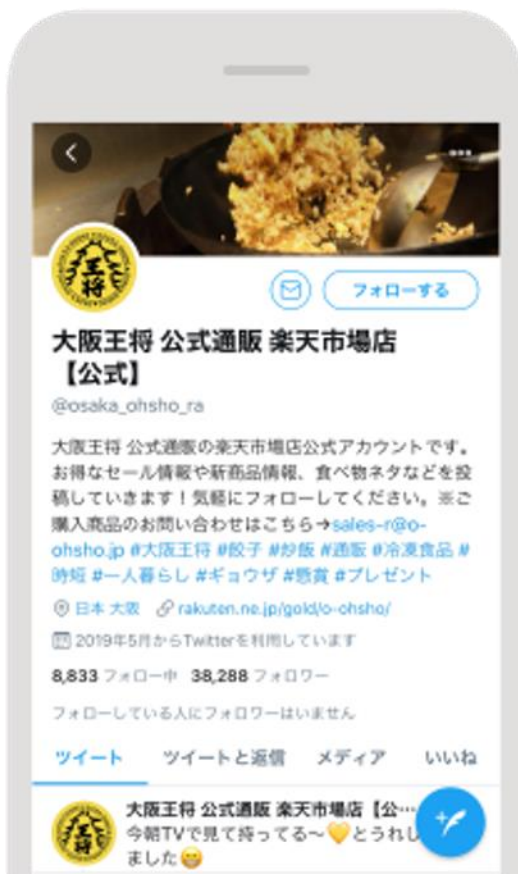 王将
フォローする
大阪王将 公式通販 楽天市場店
【公式】
@osaka_ohsho_ra
大阪王将 公式通販の楽天市場店公式アカウントです。
お得なセール情報や新商品情報、食べ物ネタなどを投
稿していきます！気軽にフォローしてください。※ご
購入商品のお問い合わせはこちら→sales-r@o-
ohsho.jp #大阪王将 #餃子 #炒飯 #通販 #冷凍食品 #
時短 #一人暮らし #ギョウザ #懸賞 #プレゼント
日本 大阪 rakuten.ne.jp/gold/o-ohsho/
2019年5月からTwitterを利用しています
8,833 フォロー中 38,288 フォロワー
フォローしている人にフォロワーはいません
ツイート ツイートと返信 メディア いいね
王将
大阪王将 公式通販 楽天市場店【公…
今朝TVで見て持ってる〜💛とうれし
ました😁